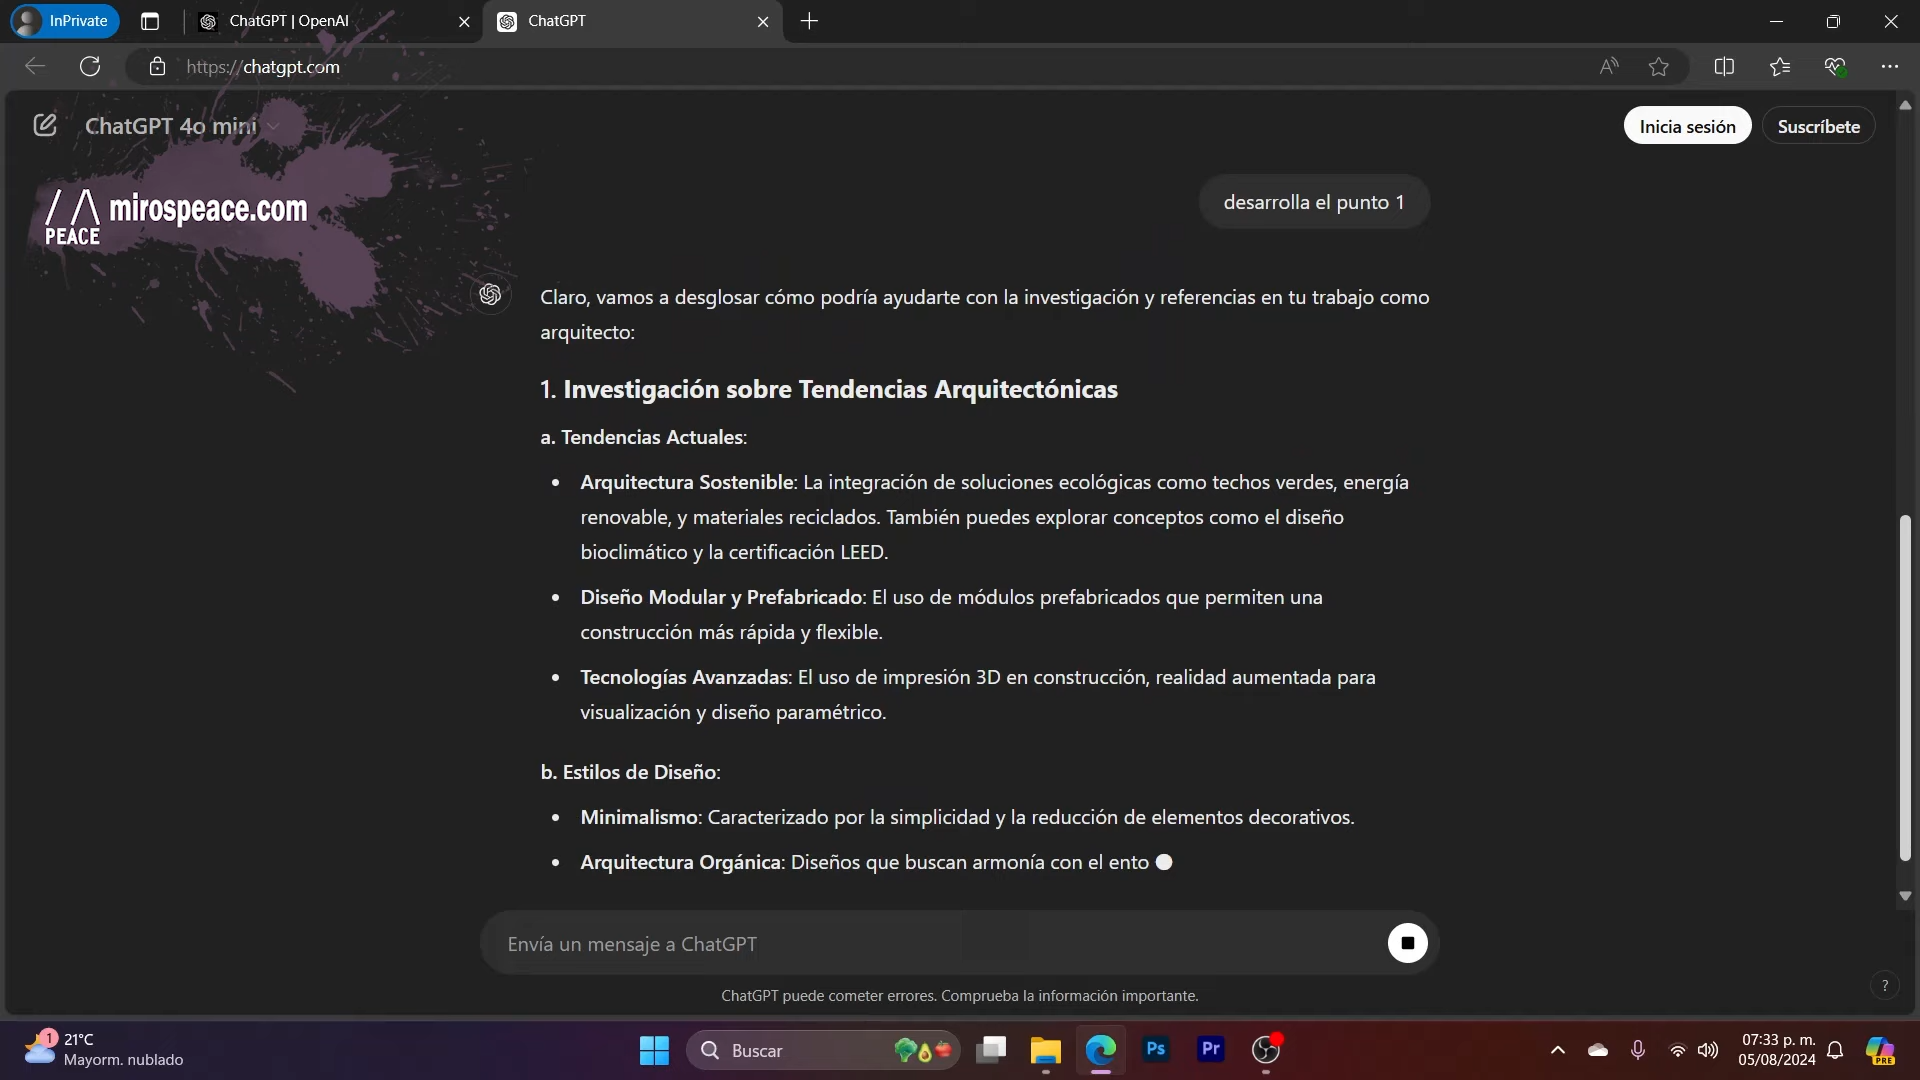 InPrivate
ChatGPT | OpenAI
ChatGPT
https://chatgpt.com
ChatGPT 4o mini
Inicia sesión
Suscríbete
PEACE
mirospeace.com
desarrolla el punto 1
Claro, vamos a desglosar cómo podría ayudarte con la investigación y referencias en tu trabajo como
arquitecto:
1. Investigación sobre Tendencias Arquitectónicas
a. Tendencias Actuales:
• Arquitectura Sostenible: La integración de soluciones ecológicas como techos verdes, energía
renovable, y materiales reciclados. También puedes explorar conceptos como el diseño
bioclimático y la certificación LEED.
• Diseño Modular y Prefabricado: El uso de módulos prefabricados que permiten una
construcción más rápida y flexible.
• Tecnologías Avanzadas: El uso de impresión 3D en construcción, realidad aumentada para
visualización y diseño paramétrico.
b. Estilos de Diseño:
• Minimalismo: Caracterizado por la simplicidad y la reducción de elementos decorativos.
• Arquitectura Orgánica: Diseños que buscan armonía con el ento
Envía un mensaje a ChatGPT
ChatGPT puede cometer errores. Comprueba la información importante.
?
1
21°C
Mayorm. nublado
Buscar
Ps
Pr
07:33 p. m.
05/08/2024
PRE